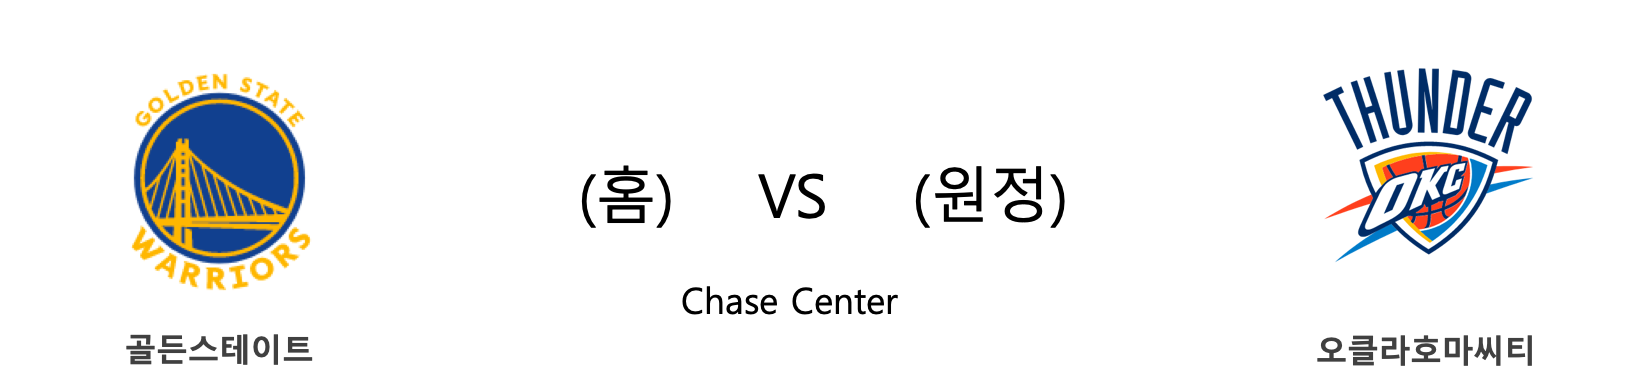 GOLDEN STATE
WARRIORS
THUNDER
OKC
(홈) VS (원정)
Chase Center
골든스테이트
오클라호마씨티